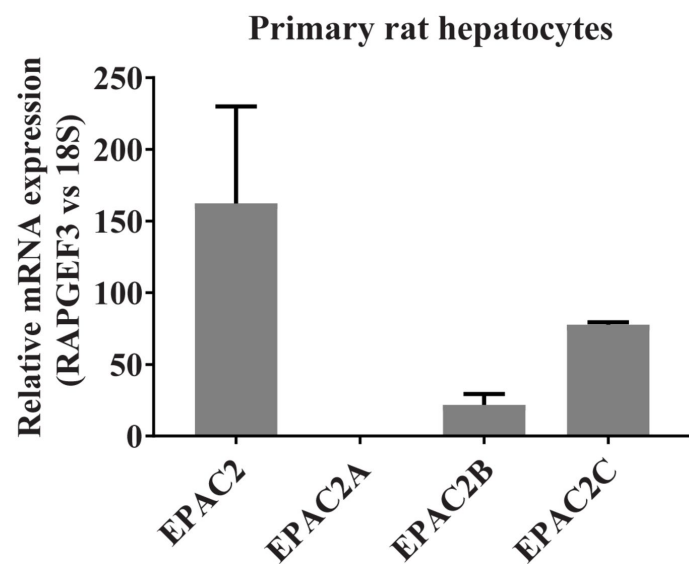 Primary rat hepatocytes
Relative mRNA expression
(RAPGEF3 vs 18S)
250
200
150
100
50
0
EPAC2
EPAC2A
EPAC2B
EPAC2C